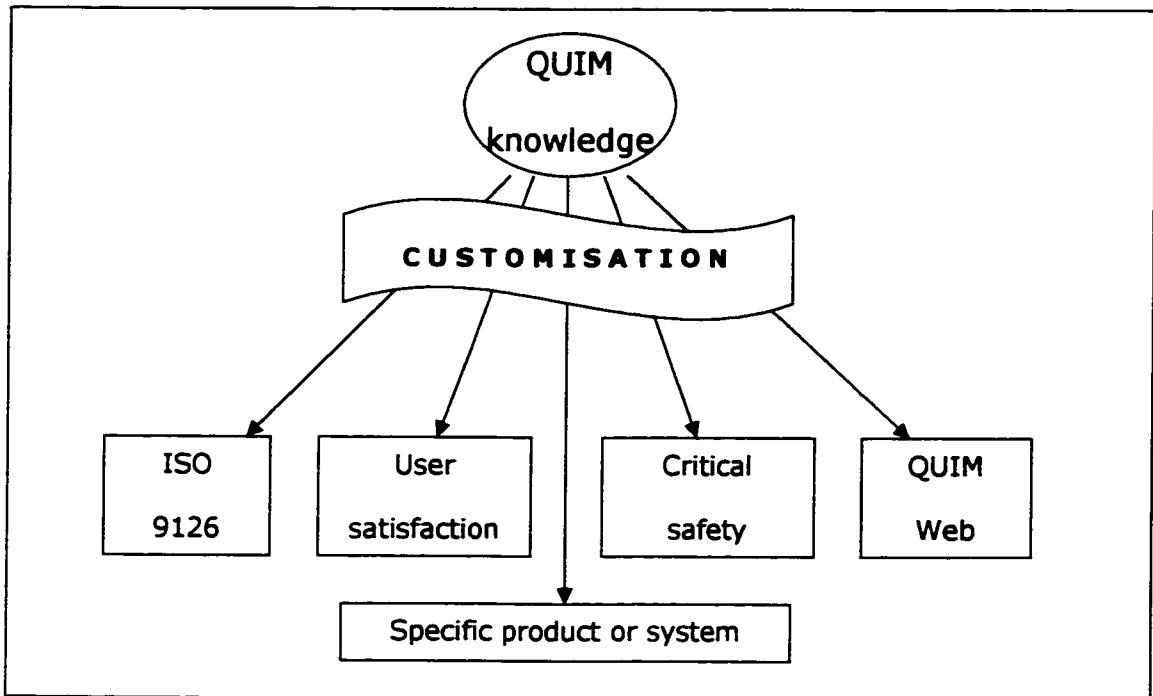 QUIM
knowledge
CUSTOMISATION
ISO
9126
User
satisfaction
Critical
safety
QUIM
Web
Specific product or system